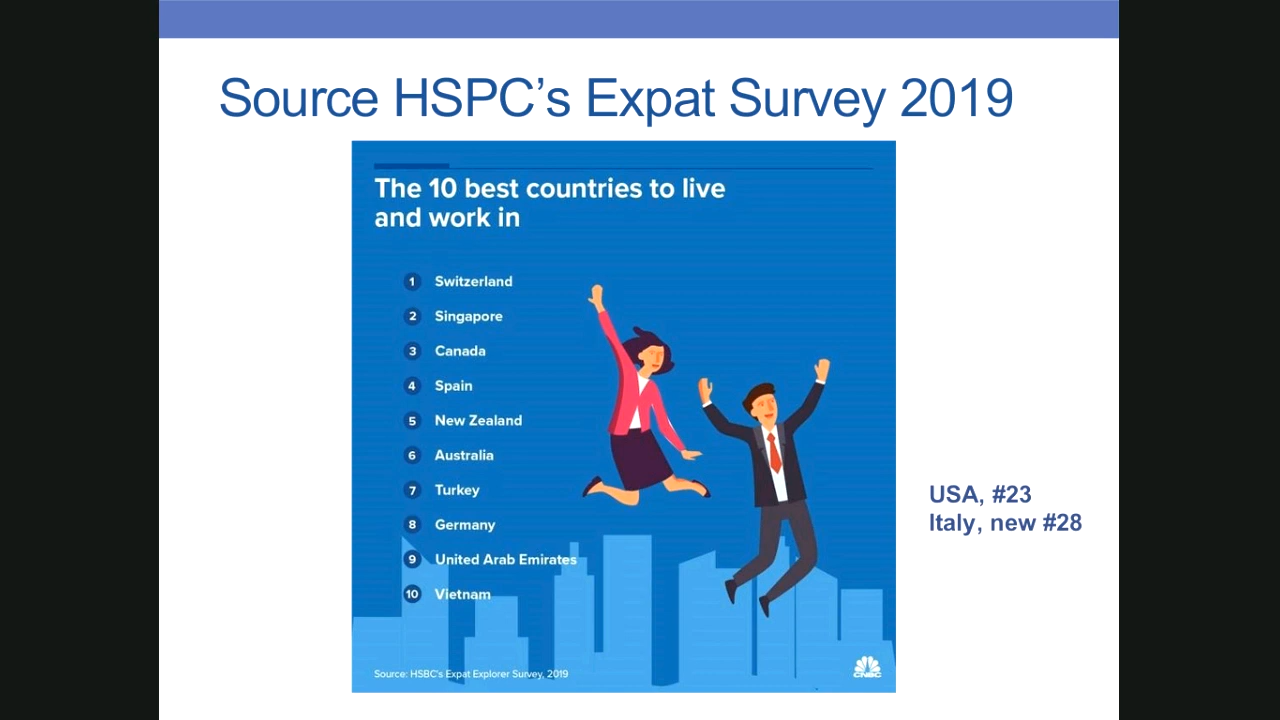 Source HSPC’s Expat Survey 2019
The 10 best countries to live
and work in
1 Switzerland
2 Singapore
3 Canada
4 Spain
5 New Zealand
6 Australia
7 Turkey
8 Germany
9 United Arab Emirates
10 Vietnam
USA, #23
Italy, new #28
Source: HSBC's Expat Explorer Survey, 2019
CNBC